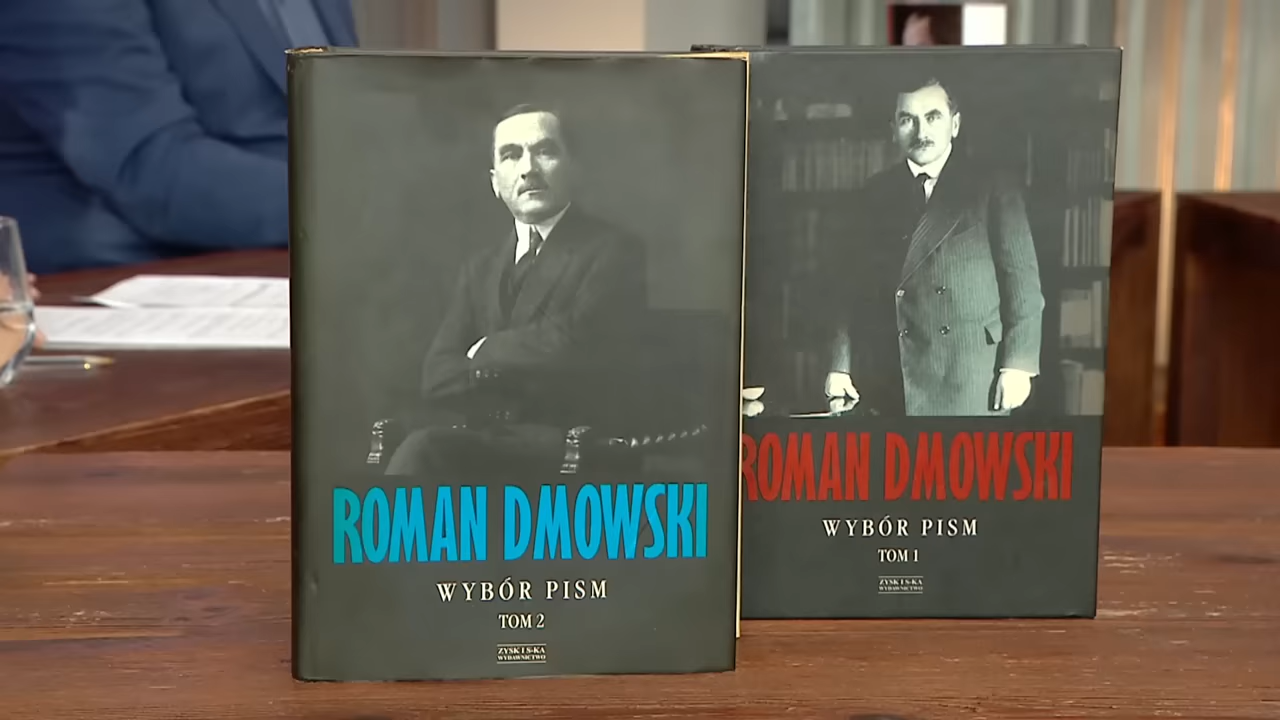 ROMAN DMOWSKI
WYBÓR PISM
TOM 2
ZYSK I S-KA
WYDAWNICTWO
ROMAN DMOWSKI
WYBÓR PISM
TOM 1
ZYSK I S-KA
WYDAWNICTWO